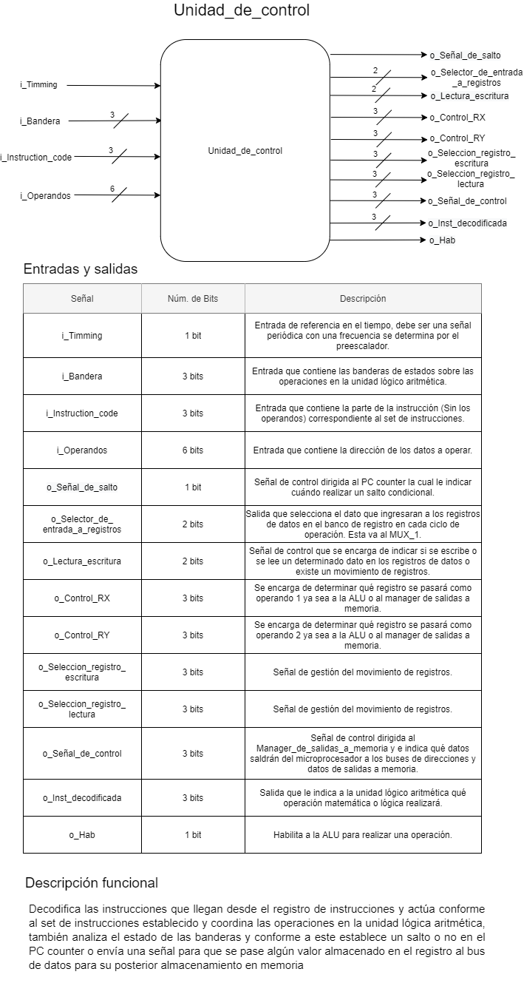 Unidad_de_control
i_Timming
i_Bandera
3
i_Instruction_code
3
i_Operandos
6
Unidad_de_control
o_Señal_de_salto
2
o_Selector_de_entrada
_a_registros
2
o_Lectura_escritura
3
o_Control_RX
3
o_Control_RY
3
o_Seleccion_registro_
escritura
3
o_Seleccion_registro_
lectura
3
o_Señal_de_control
3
o_Inst_decodificada
o_Hab
Entradas y salidas
Señal Núm. de Bits Descripción
i_Timming 1 bit Entrada de referencia en el tiempo, debe ser una señal
periódica con una frecuencia se determina por el
preescalador.
i_Bandera 3 bits Entrada que contiene las banderas de estados sobre las
operaciones en la unidad lógico aritmética.
i_Instruction_code 3 bits Entrada que contiene la parte de la instrucción (Sin los
operandos) correspondiente al set de instrucciones.
i_Operandos 6 bits Entrada que contiene la dirección de los datos a operar.
o_Señal_de_salto 1 bit Señal de control dirigida al PC counter la cual le indicar
cuándo realizar un salto condicional.
o_Selector_de_
entrada_a_registros 2 bits Salida que selecciona el dato que ingresaran a los registros
de datos en el banco de registro en cada ciclo de
operación. Esta va al MUX_1.
o_Lectura_escritura 2 bits Señal de control que se encarga de indicar si se escribe o
se lee un determinado dato en los registros de datos o
existe un movimiento de registros.
o_Control_RX 3 bits Se encarga de determinar qué registro se pasará como
operando 1 ya sea a la ALU o al manager de salidas a
memoria.
o_Control_RY 3 bits Se encarga de determinar qué registro se pasará como
operando 2 ya sea a la ALU o al manager de salidas a
memoria.
o_Seleccion_registro_
escritura 3 bits Señal de gestión del movimiento de registros.
o_Seleccion_registro_
lectura 3 bits Señal de gestión del movimiento de registros.
o_Señal_de_control 3 bits Señal de control dirigida al
Manager_de_salidas_a_memoria y e indica qué datos
saldrán del microprocesador a los buses de direcciones y
datos de salidas a memoria.
o_Inst_decodificada 3 bits Salida que le indica a la unidad lógico aritmética qué
operación matemática o lógica realizará.
o_Hab 1 bit Habilita a la ALU para realizar una operación.
Descripción funcional
Decodifica las instrucciones que llegan desde el registro de instrucciones y actúa conforme
al set de instrucciones establecido y coordina las operaciones en la unidad lógica aritmética,
también analiza el estado de las banderas y conforme a este establece un salto o no en el
PC counter o envía una señal para que se pase algún valor almacenado en el registro al bus
de datos para su posterior almacenamiento en memoria